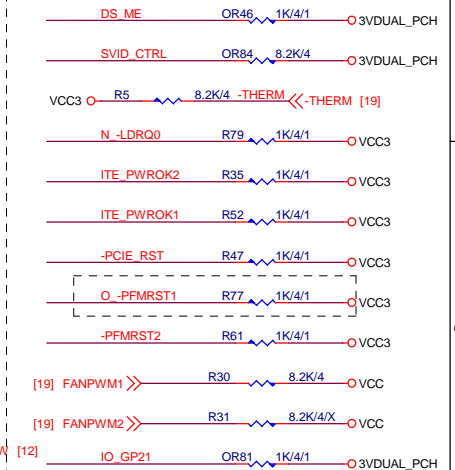 DS_ME OR46 1K/4/1 3VDUAL_PCH
SVID_CTRL OR84 8.2K/4 3VDUAL_PCH
VCC3 R5 8.2K/4 -THERM -THERM [19]
N_-LDRQ0 R79 1K/4/1 VCC3
ITE_PWROK2 R35 1K/4/1 VCC3
ITE_PWROK1 R52 1K/4/1 VCC3
-PCIE_RST R47 1K/4/1 VCC3
O_-PFMRST1 R77 1K/4/1 VCC3
-PFMRST2 R61 1K/4/1 VCC3
[19] FANPWM1 R30 8.2K/4 VCC
[19] FANPWM2 R31 8.2K/4/X VCC
[12]
IO_GP21 OR81 1K/4/1 3VDUAL_PCH